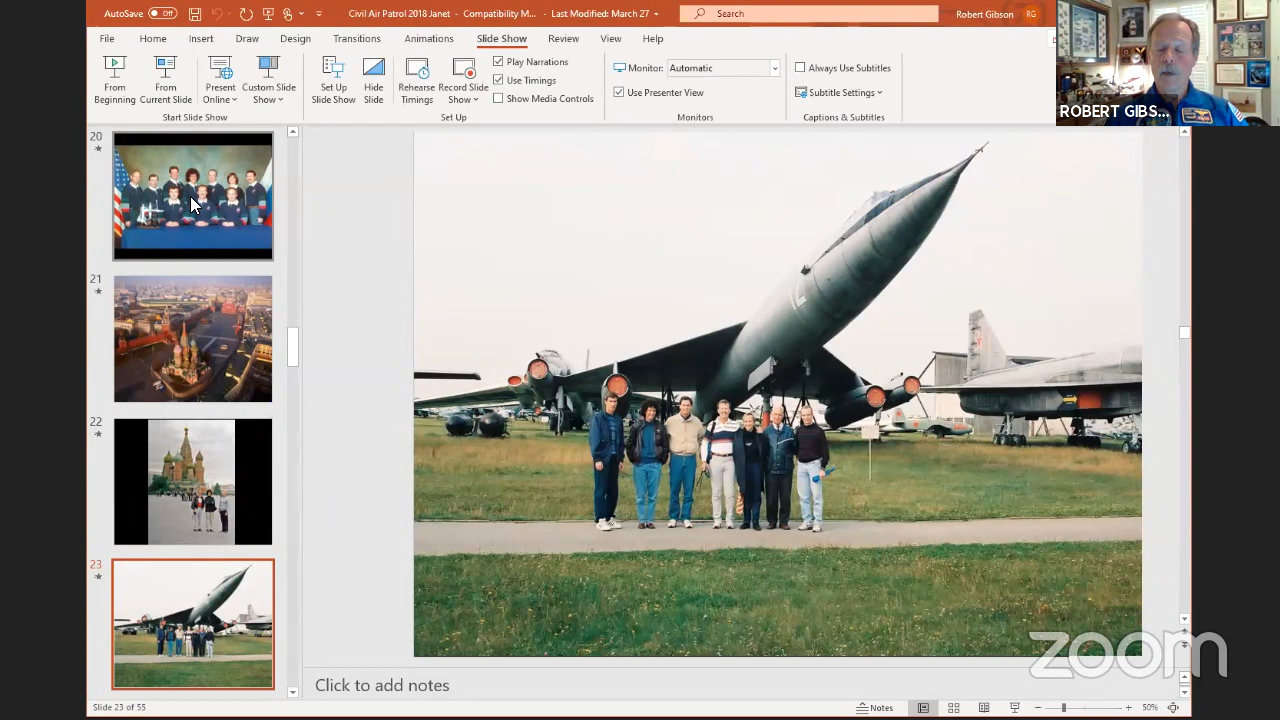 AutoSave Off Civil Air Patrol 2018 Janet - Compatibility M... - Last Modified: March 27 Search Robert Gibson RG
File Home Insert Draw Design Transitions Animations Slide Show Review View Help
From Beginning
From Current Slide
Present Online
Custom Slide Show
Start Slide Show
Set Up Slide Show
Hide Slide
Rehearse Timings
Record Slide Show
Play Narrations
Use Timings
Show Media Controls
Set Up
Monitor: Automatic
Use Presenter View
Monitors
Always Use Subtitles
Subtitle Settings
Captions & Subtitles
ROBERT GIBS...
20
21
22
23
zoom
Click to add notes
Slide 23 of 55 Notes 50%